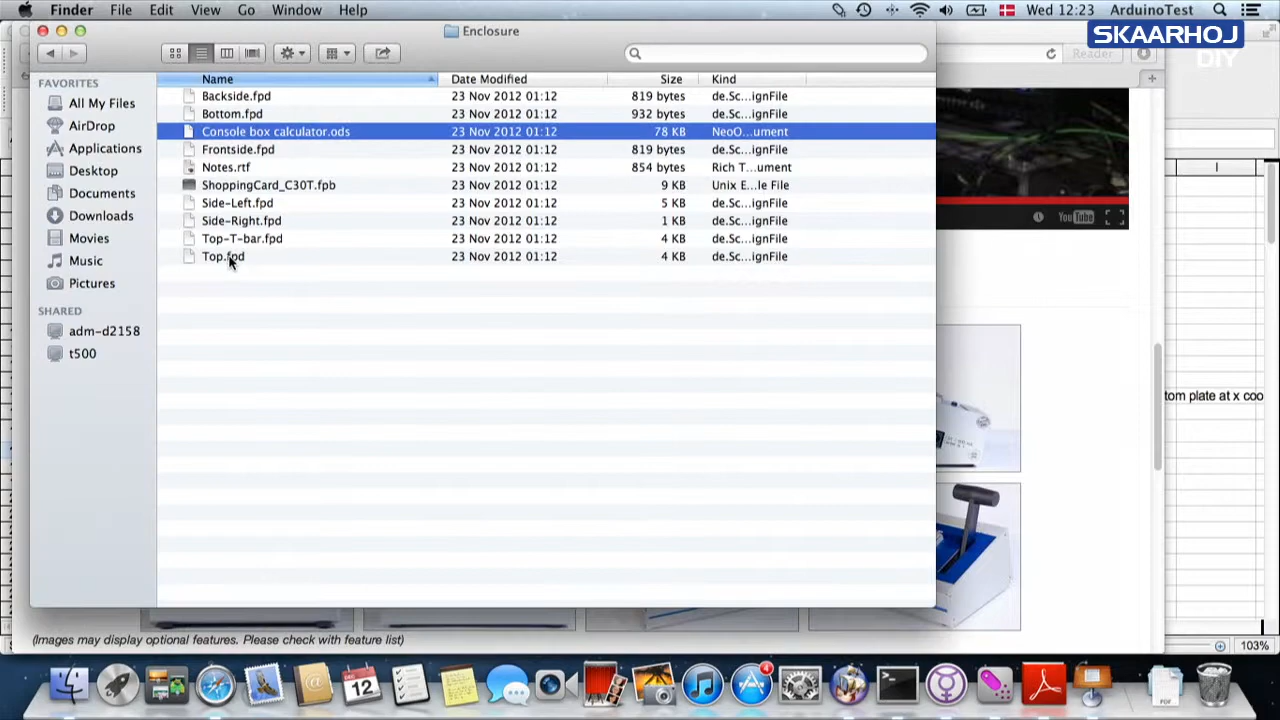 Finder File Edit View Go Window Help Wed 12:23 ArduinoTest
SKAARHOJ
DIY
Enclosure
Reader
FAVORITES
All My Files
AirDrop
Applications
Desktop
Documents
Downloads
Movies
Music
Pictures
SHARED
adm-d2158
t500
Name Date Modified Size Kind
Backside.fpd 23 Nov 2012 01:12 819 bytes de.Sc...ignFile
Bottom.fpd 23 Nov 2012 01:12 932 bytes de.Sc...ignFile
Console box calculator.ods 23 Nov 2012 01:12 78 KB NeoO...ument
Frontside.fpd 23 Nov 2012 01:12 819 bytes de.Sc...ignFile
Notes.rtf 23 Nov 2012 01:12 854 bytes Rich T...ument
ShoppingCard_C30T.fpb 23 Nov 2012 01:12 9 KB Unix E...le File
Side-Left.fpd 23 Nov 2012 01:12 5 KB de.Sc...ignFile
Side-Right.fpd 23 Nov 2012 01:12 1 KB de.Sc...ignFile
Top-T-bar.fpd 23 Nov 2012 01:12 4 KB de.Sc...ignFile
Top.fpd 23 Nov 2012 01:12 4 KB de.Sc...ignFile
I
YouTube
tom plate at x coo
(Images may display optional features. Please check with feature list)
103%
12
4
PDF